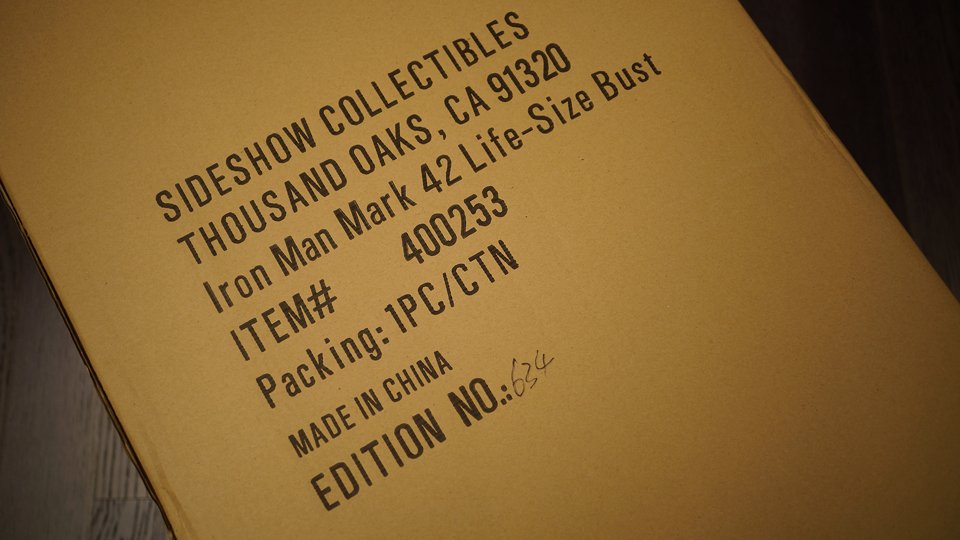 SIDESHOW COLLECTIBLES
THOUSAND OAKS, CA 91320
Iron Man Mark 42 Life-Size Bust
ITEM# 400253
Packing: 1PC/CTN
MADE IN CHINA
EDITION NO.: 634